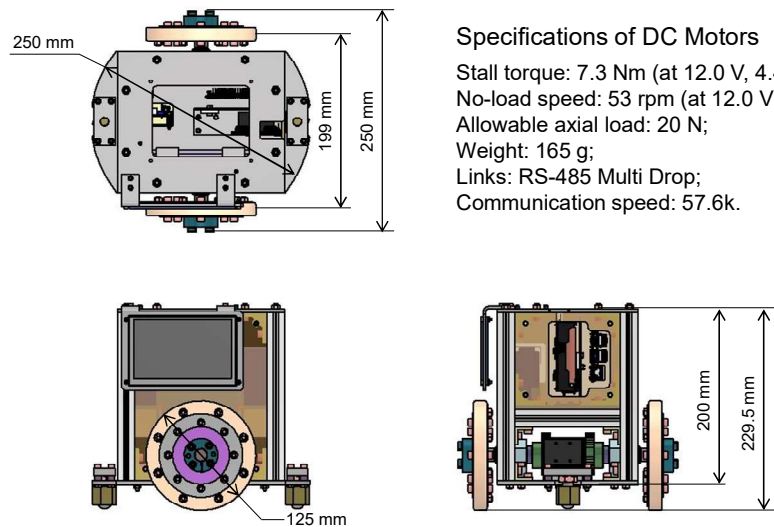 250 mm
199 mm
250 mm
Specifications of DC Motors
Stall torque: 7.3 Nm (at 12.0 V, 4.
No-load speed: 53 rpm (at 12.0 V
Allowable axial load: 20 N;
Weight: 165 g;
Links: RS-485 Multi Drop;
Communication speed: 57.6k.
125 mm
200 mm
229.5 mm